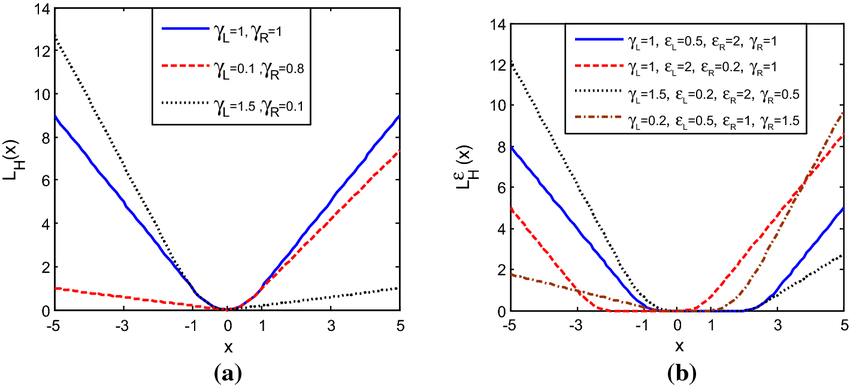 14
12
10
8
6
4
2
0
-5
-3
-1
0
1
3
5
L_H(x)
x
γ_L=1, γ_R=1
γ_L=0.1 ,γ_R=0.8
γ_L=1.5 ,γ_R=0.1
(a)
14
12
10
8
6
4
2
0
-5
-3
-1
0
1
3
5
L_H^ε (x)
x
γ_L=1, ε_L=0.5, ε_R=2, γ_R=1
γ_L=1, ε_L=2, ε_R=0.2, γ_R=1
γ_L=1.5, ε_L=0.2, ε_R=2, γ_R=0.5
γ_L=0.2, ε_L=0.5, ε_R=1, γ_R=1.5
(b)